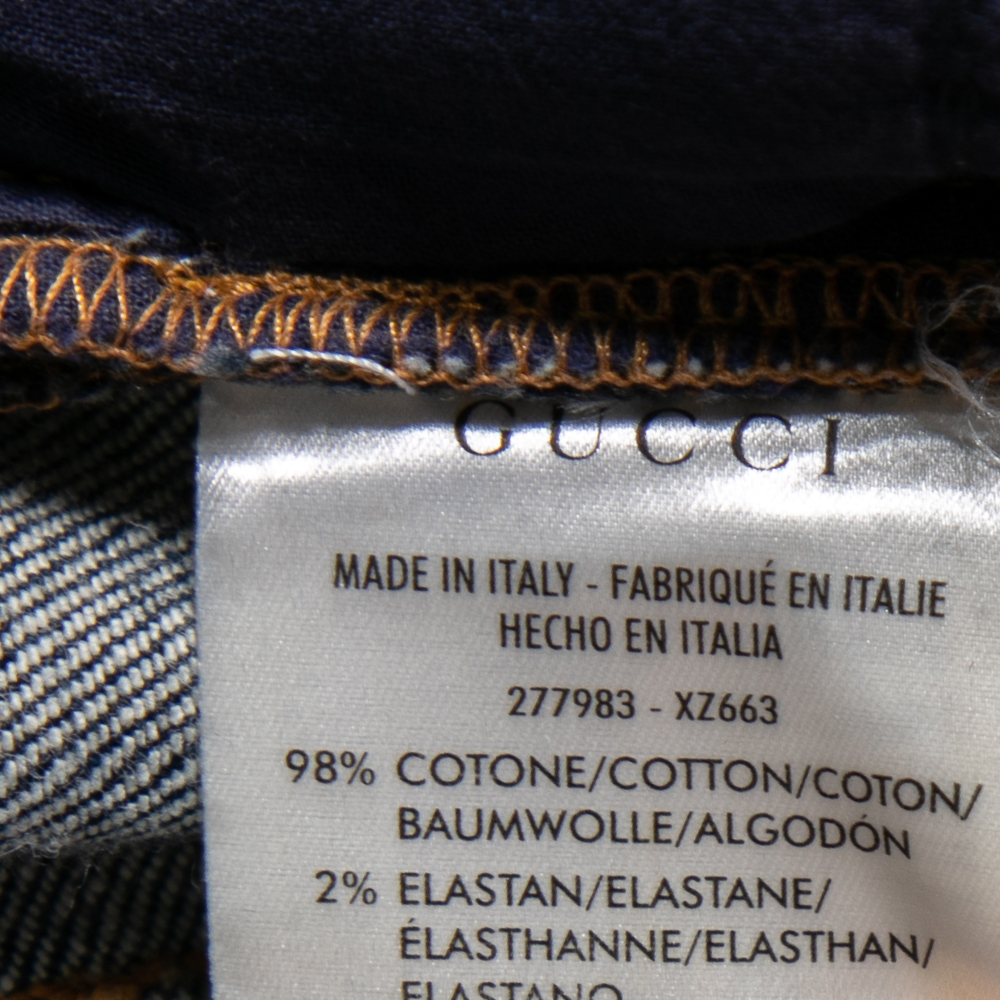 GUCCI
MADE IN ITALY - FABRIQUÉ EN ITALIE
HECHO EN ITALIA
277983 - XZ663
98% COTONE/COTTON/COTON/
BAUMWOLLE/ALGODÓN
2% ELASTAN/ELASTANE/
ÉLASTHANNE/ELASTHAN/
ELASTANO